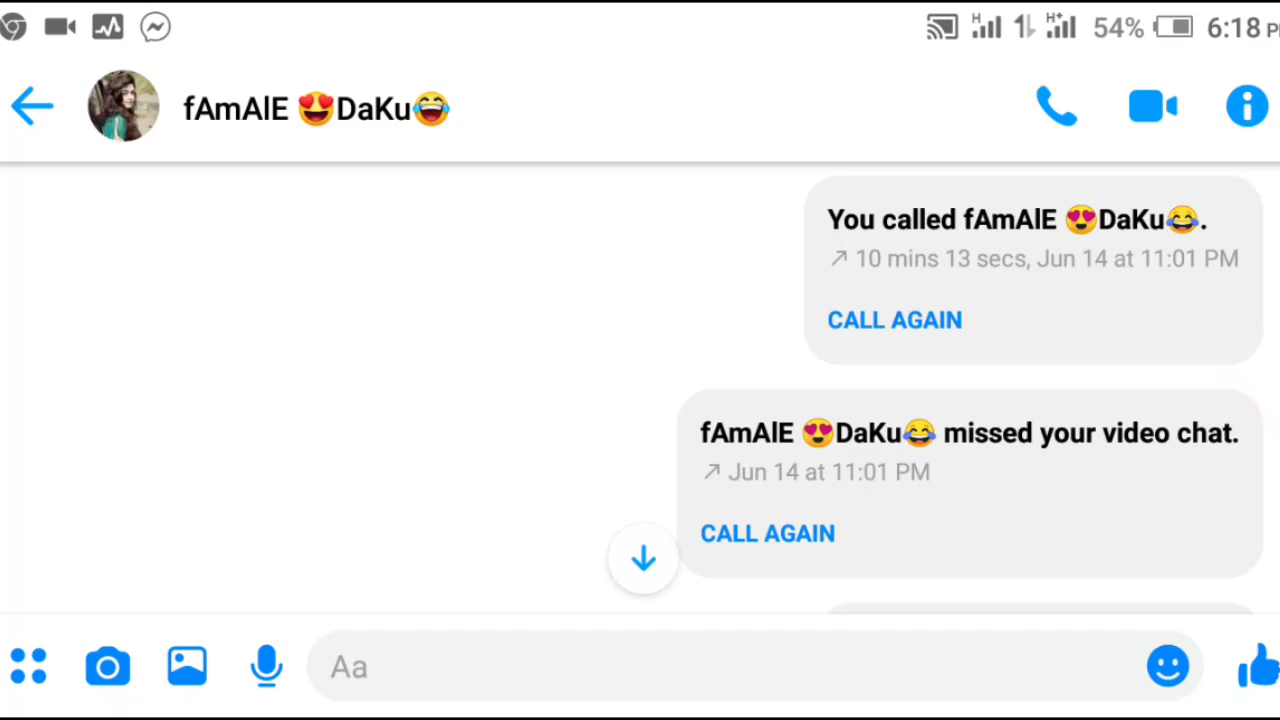 H H+ 54% 6:18 P
fAmAlE 😍DaKu😂
You called fAmAlE 😍DaKu😂.
↗ 10 mins 13 secs, Jun 14 at 11:01 PM
CALL AGAIN
fAmAlE 😍DaKu😂 missed your video chat.
↗ Jun 14 at 11:01 PM
CALL AGAIN
Aa